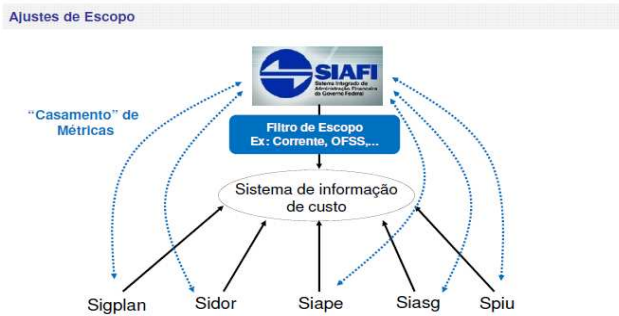 Ajustes de Escopo
SIAFI
Sistema Integrado de
Administração Financeira
do Governo Federal
"Casamento" de
Métricas
Filtro de Escopo
Ex: Corrente, OFSS,...
Sistema de informação
de custo
Sigplan
Sidor
Siape
Siasg
Spiu